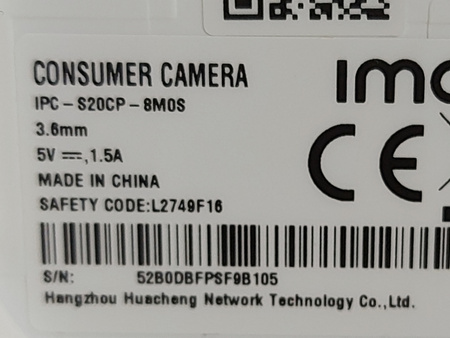 CONSUMER CAMERA
IPC-S20CP-8M0S
3.6mm
5V ⎓,1.5A
MADE IN CHINA
SAFETY CODE:L2749F16
CE
S/N: 52B0DBFPSF9B105
Hangzhou Huacheng Network Technology Co.,Ltd.